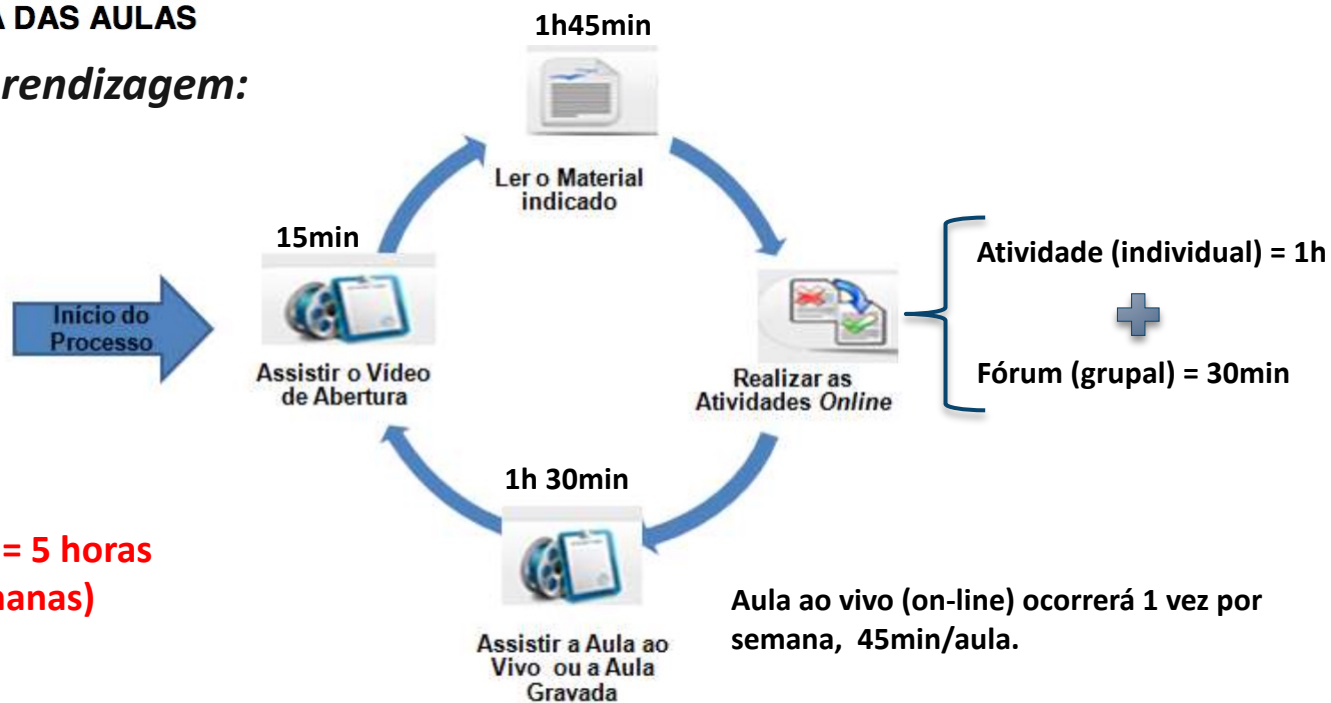 A DAS AULAS
rendizagem:
1h45min
Ler o Material
indicado
15min
Início do
Processo
Assistir o Vídeo
de Abertura
Realizar as
Atividades Online
Atividade (individual) = 1h
Fórum (grupal) = 30min
1h 30min
Assistir a Aula ao
Vivo ou a Aula
Gravada
= 5 horas
nanas)
Aula ao vivo (on-line) ocorrerá 1 vez por
semana, 45min/aula.